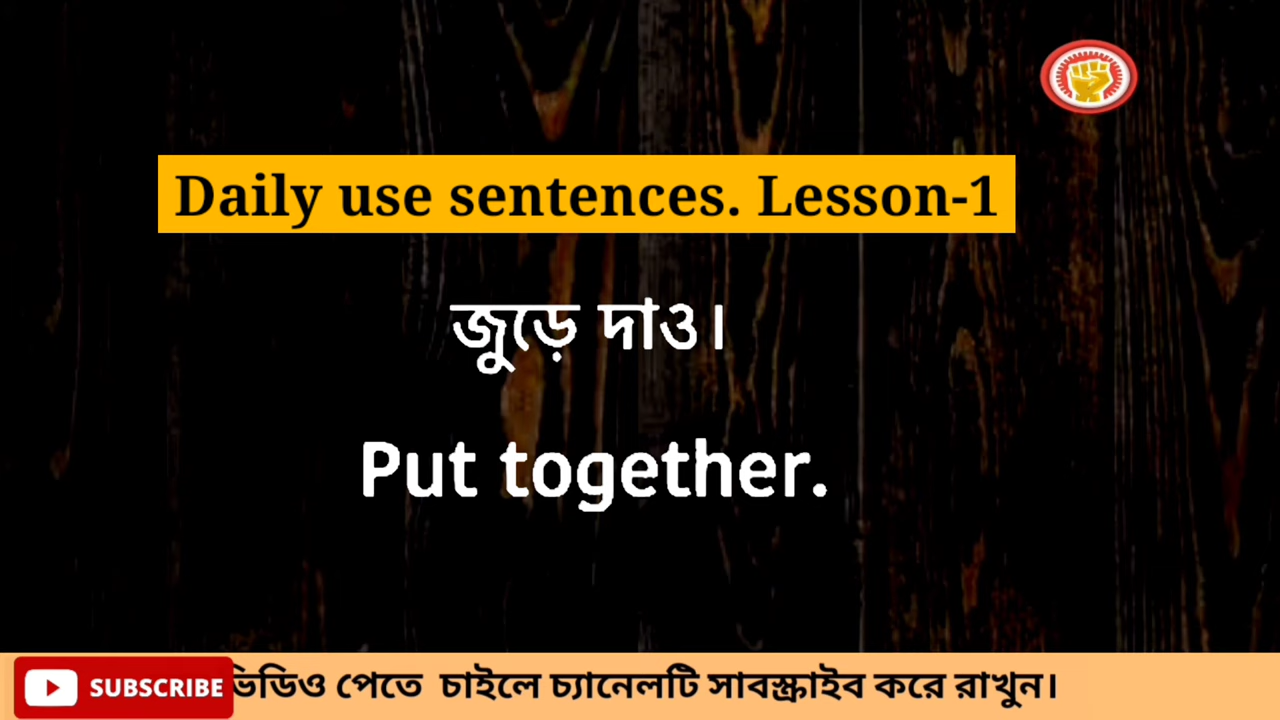 Daily use sentences. Lesson-1
জুড়ে দাও।
Put together.
SUBSCRIBE
পেতে চাইলে চ্যানেলটি সাবস্ক্রাইব করে রাখুন।